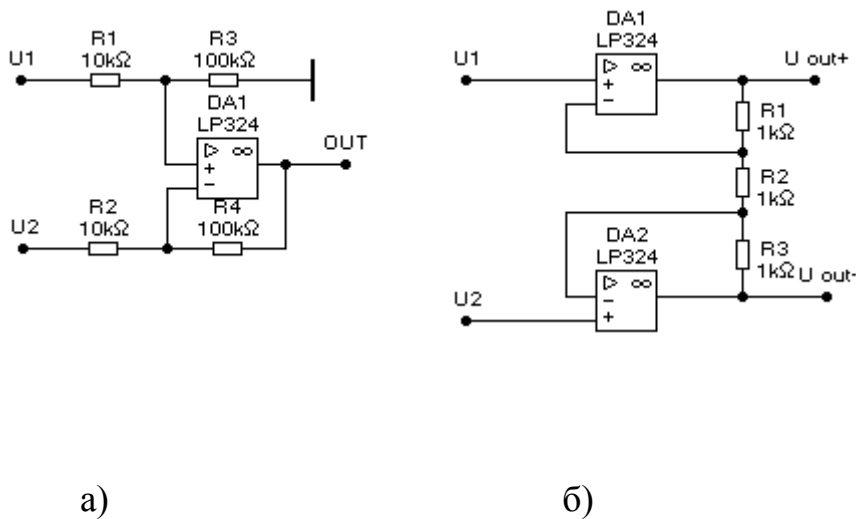 U1
R1
10kΩ
R3
100kΩ
DA1
LP324
▷ ∞
+
−
OUT
U2
R2
10kΩ
R4
100kΩ
DA1
LP324
U1
▷ ∞
+
−
U out+
R1
1kΩ
R2
1kΩ
DA2
LP324
R3
1kΩ
▷ ∞
−
+
U out-
U2
а)
б)